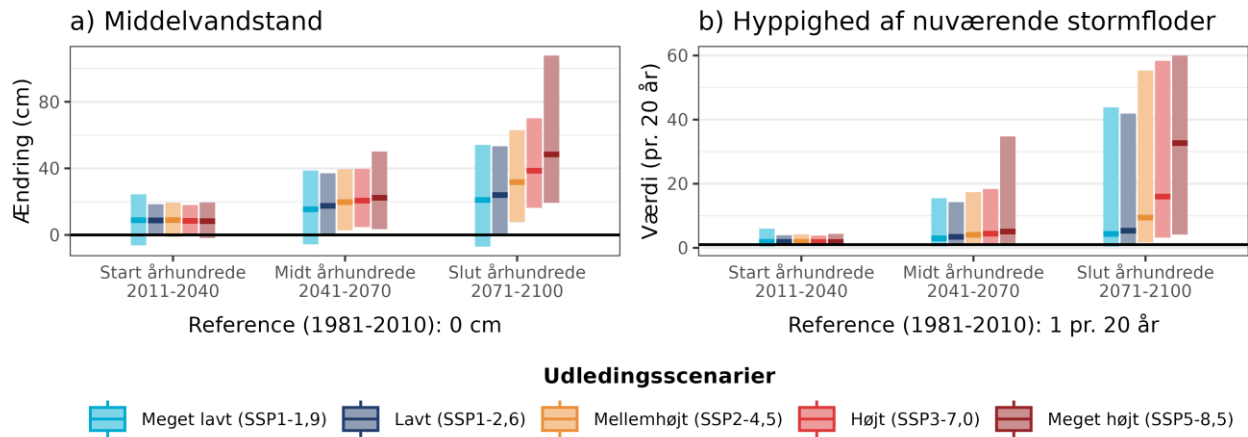 a) Middelvandstand
Ændring (cm)
80
40
0
Start århundrede
2011-2040
Midt århundrede
2041-2070
Slut århundrede
2071-2100
Reference (1981-2010): 0 cm
b) Hyppighed af nuværende stormfloder
Værdi (pr. 20 år)
60
40
20
0
Start århundrede
2011-2040
Midt århundrede
2041-2070
Slut århundrede
2071-2100
Reference (1981-2010): 1 pr. 20 år
Udledingsscenarier
Meget lavt (SSP1-1,9)
Lavt (SSP1-2,6)
Mellemhøjt (SSP2-4,5)
Højt (SSP3-7,0)
Meget højt (SSP5-8,5)